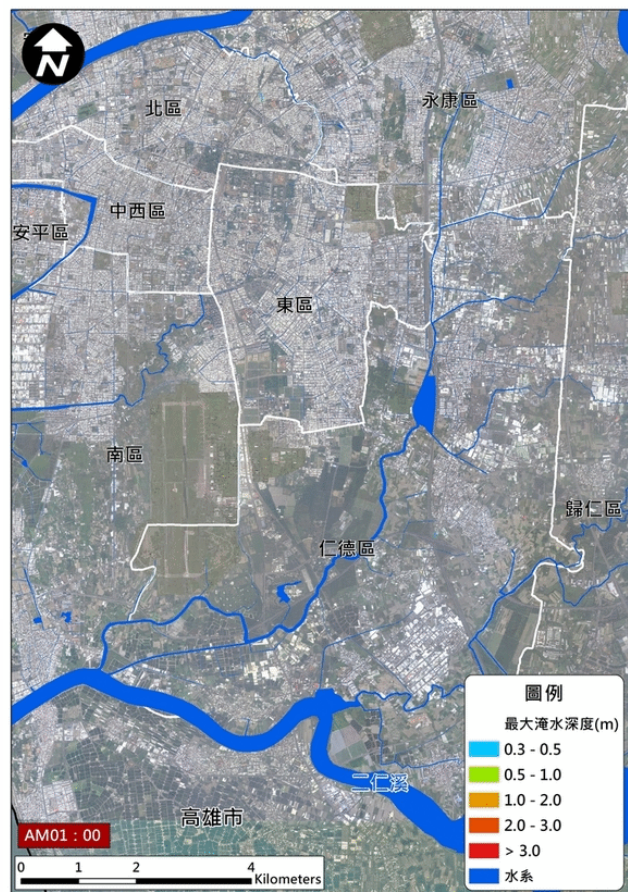 N
北區
永康區
中西區
安平區
東區
南區
歸仁區
仁德區
二仁溪
高雄市
AM01：00
0 1 2 4
Kilometers
圖例
最大淹水深度(m)
0.3 - 0.5
0.5 - 1.0
1.0 - 2.0
2.0 - 3.0
> 3.0
水系